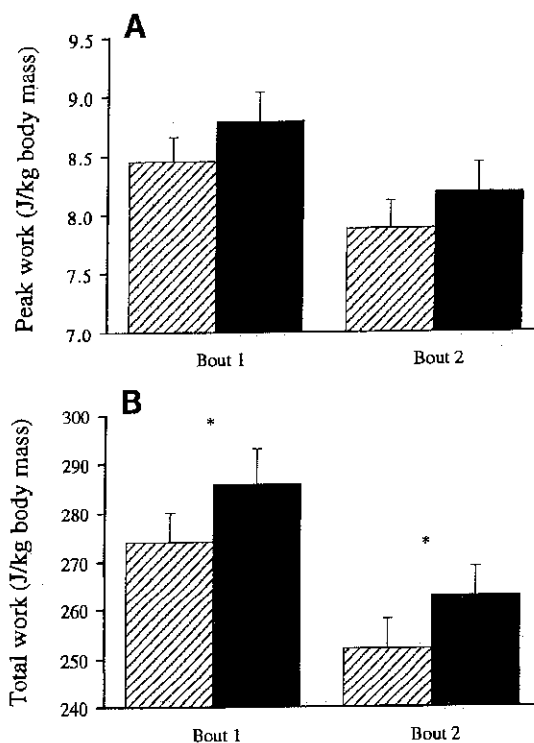 A
Peak work (J/kg body mass)
9.5
9.0
8.5
8.0
7.5
7.0
Bout 1
Bout 2
B
Total work (J/kg body mass)
300
290
280
270
260
250
240
*
*
Bout 1
Bout 2